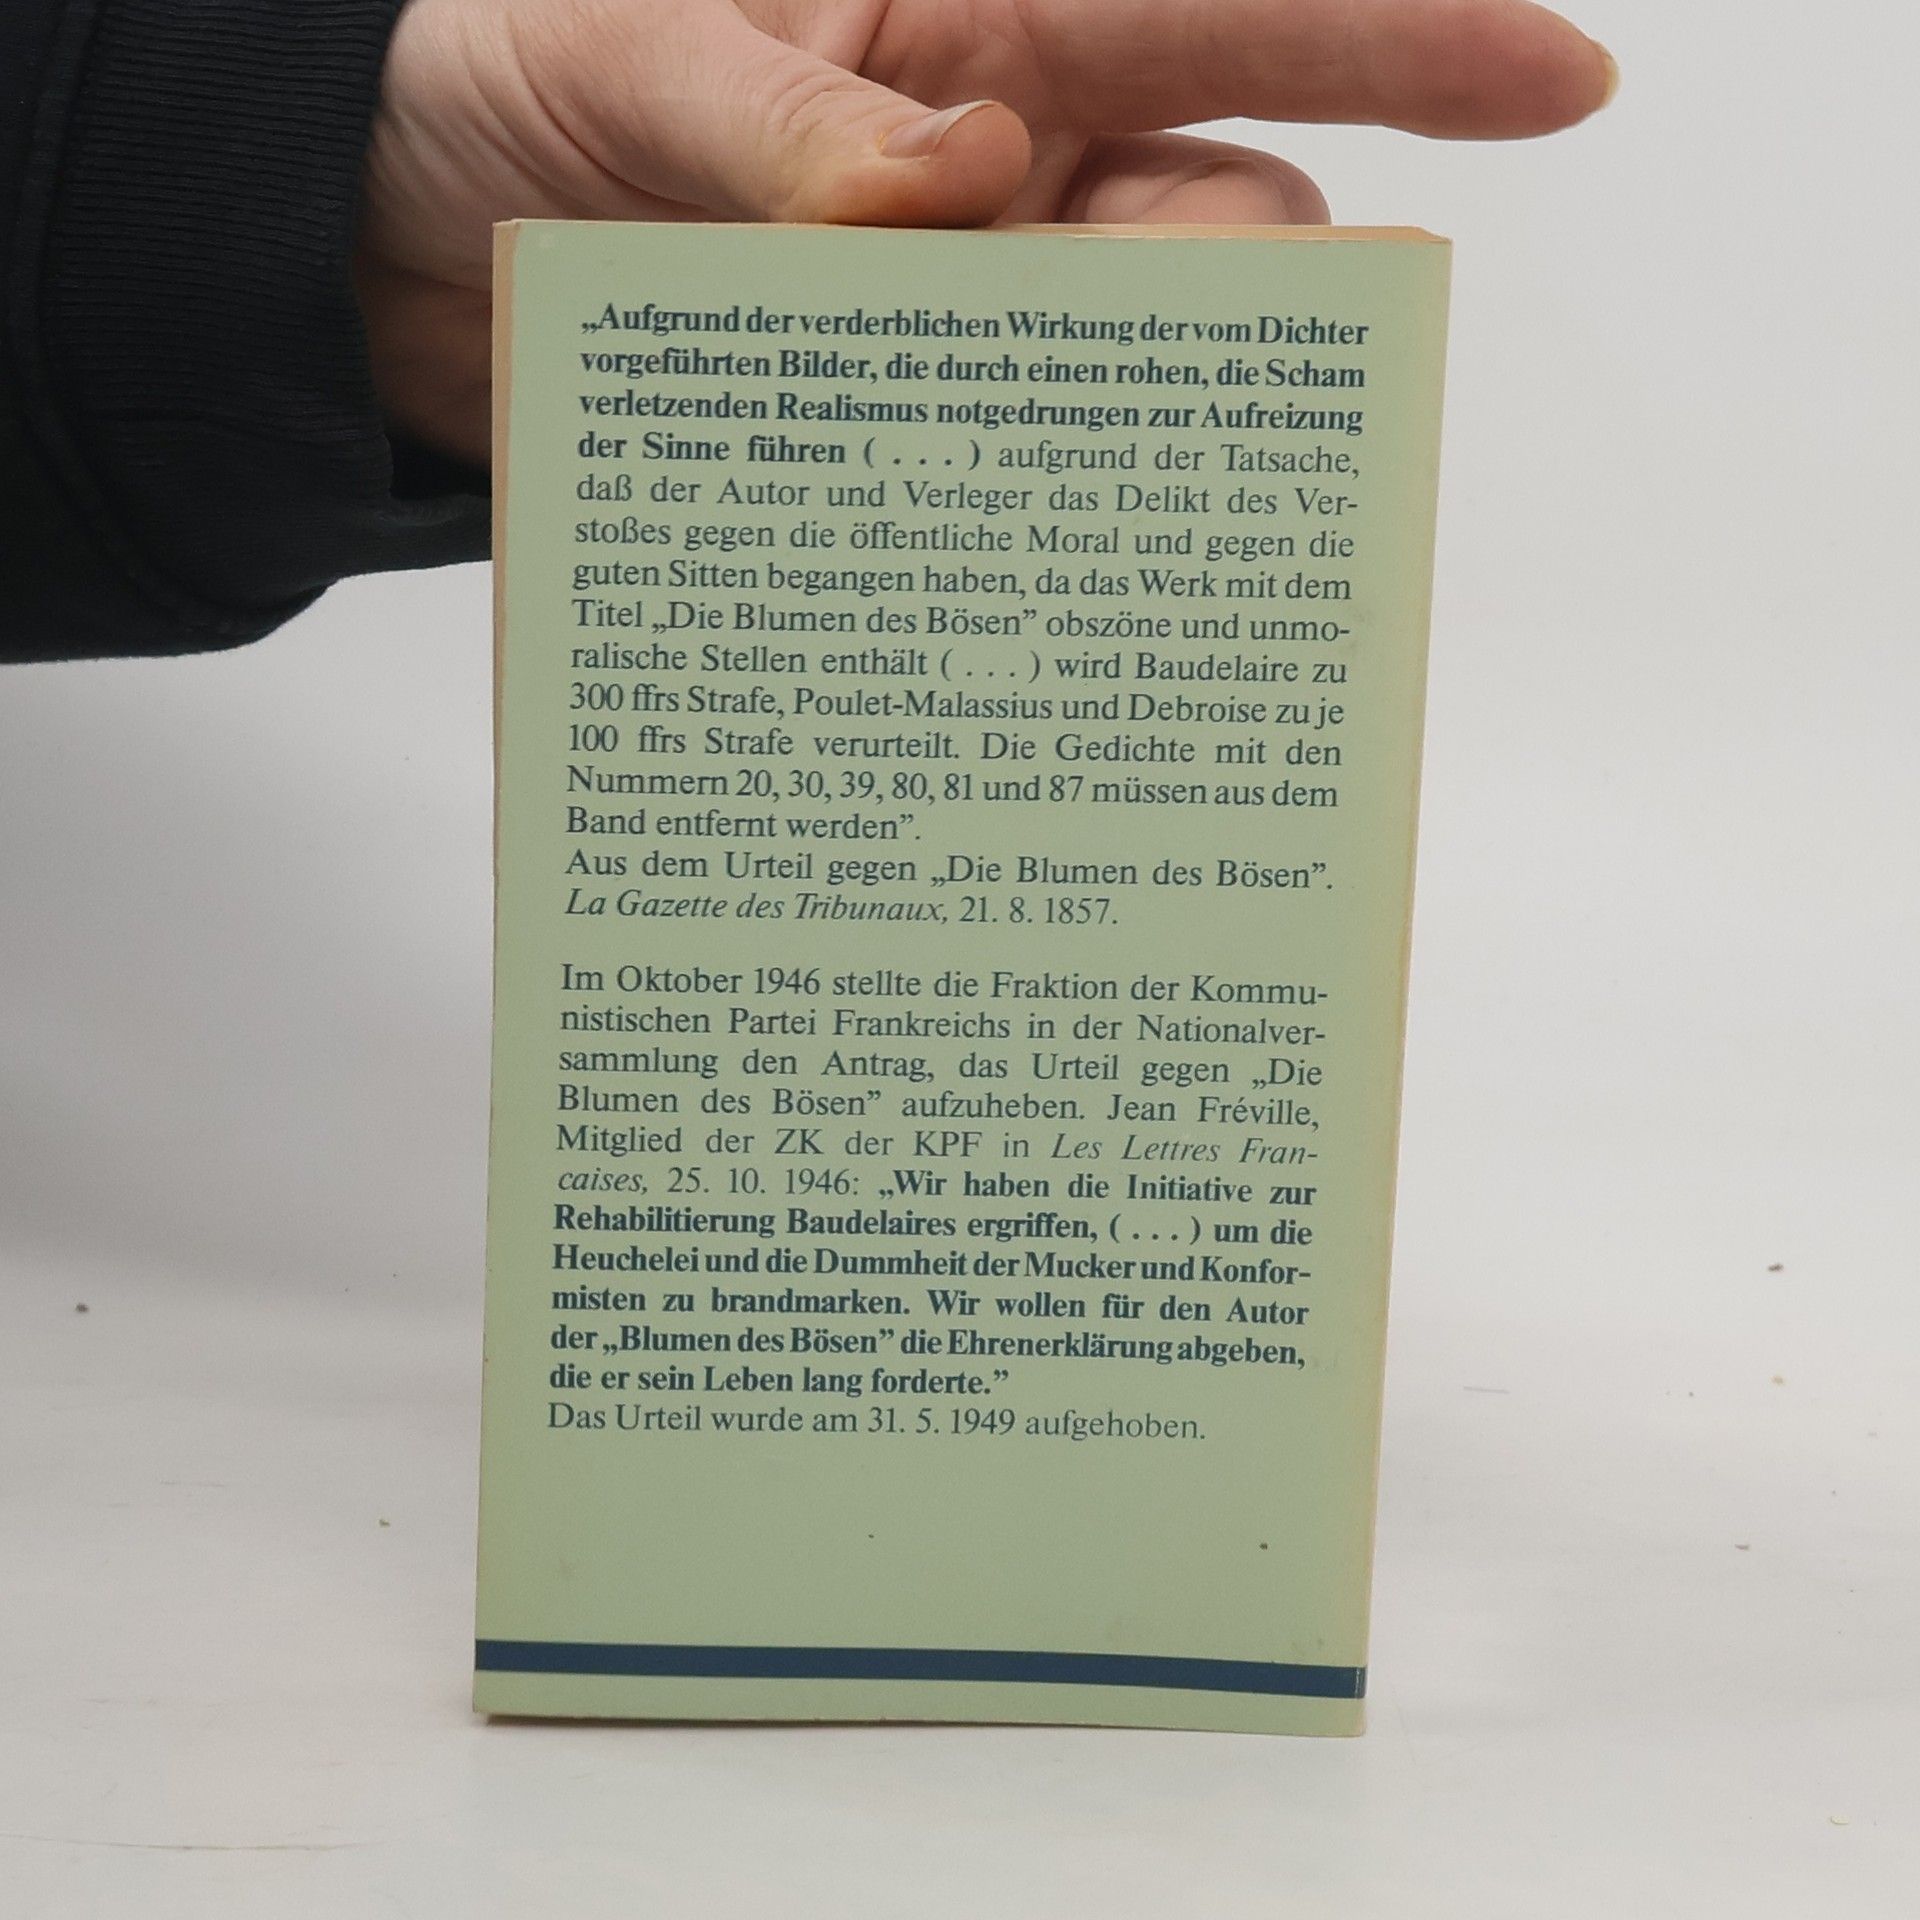 „Aufgrund der verderblichen Wirkung der vom Dichter
vorgeführten Bilder, die durch einen rohen, die Scham
verletzenden Realismus notgedrungen zur Aufreizung
der Sinne führen ( . . . ) aufgrund der Tatsache,
daß der Autor und Verleger das Delikt des Ver-
stoßes gegen die öffentliche Moral und gegen die
guten Sitten begangen haben, da das Werk mit dem
Titel „Die Blumen des Bösen” obszöne und unmo-
ralische Stellen enthält ( . . . ) wird Baudelaire zu
300 ffrs Strafe, Poulet-Malassius und Debroise zu je
100 ffrs Strafe verurteilt. Die Gedichte mit den
Nummern 20, 30, 39, 80, 81 und 87 müssen aus dem
Band entfernt werden”.
Aus dem Urteil gegen „Die Blumen des Bösen”.
La Gazette des Tribunaux, 21. 8. 1857.
Im Oktober 1946 stellte die Fraktion der Kommu-
nistischen Partei Frankreichs in der Nationalver-
sammlung den Antrag, das Urteil gegen „Die
Blumen des Bösen” aufzuheben. Jean Fréville,
Mitglied der ZK der KPF in Les Lettres Fran-
caises, 25. 10. 1946: „Wir haben die Initiative zur
Rehabilitierung Baudelaires ergriffen, ( . . . ) um die
Heuchelei und die Dummheit der Mucker und Konfor-
misten zu brandmarken. Wir wollen für den Autor
der „Blumen des Bösen” die Ehrenerklärung abgeben,
die er sein Leben lang forderte.”
Das Urteil wurde am 31. 5. 1949 aufgehoben.